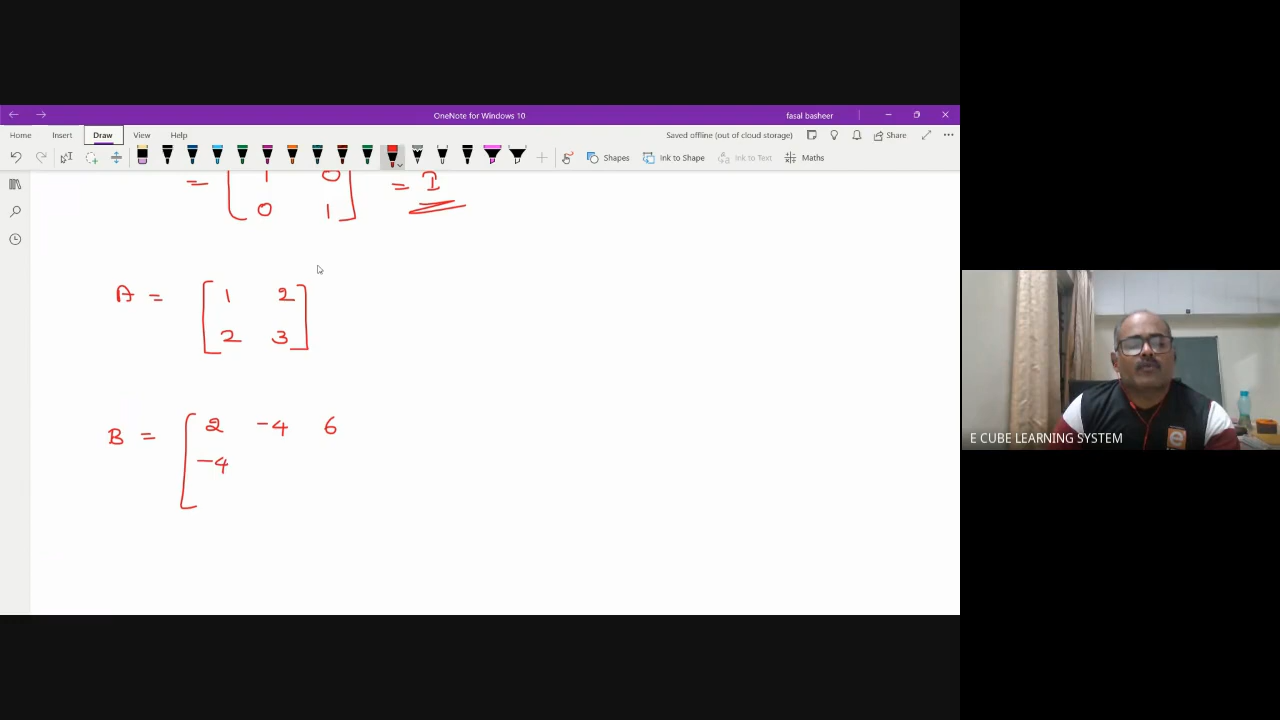 OneNote for Windows 10
fasal basheer
Home Insert Draw View Help
Saved offline (out of cloud storage) Share
Shapes Ink to Shape Ink to Text Maths
= [ 1 0
0 1 ] = I
A = [ 1 2
2 3 ]
B = [ 2 -4 6
-4
E CUBE LEARNING SYSTEM